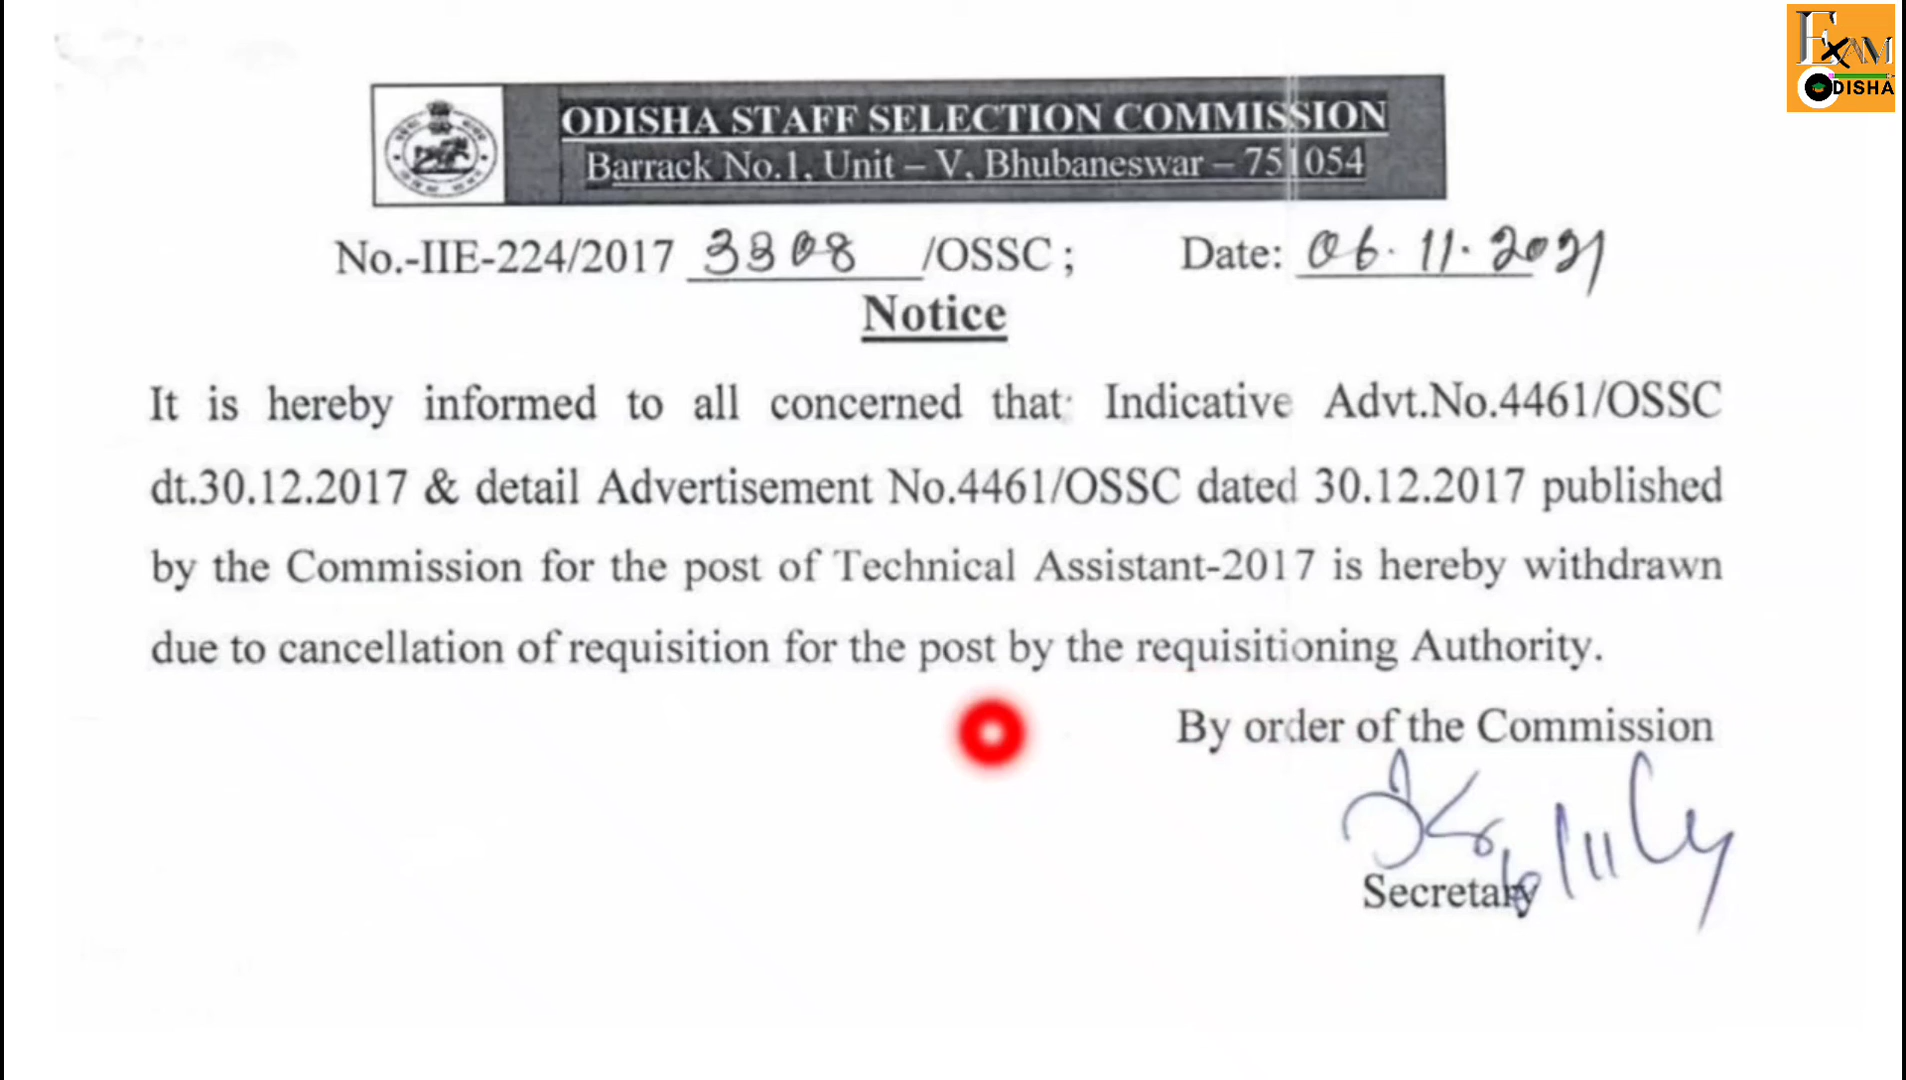 EXAM
ODISHA
ODISHA STAFF SELECTION COMMISSION
Barrack No.1, Unit – V, Bhubaneswar – 751054
No.-IIE-224/2017 3308 /OSSC ; Date: 06.11.2021
Notice
It is hereby informed to all concerned that Indicative Advt.No.4461/OSSC
dt.30.12.2017 & detail Advertisement No.4461/OSSC dated 30.12.2017 published
by the Commission for the post of Technical Assistant-2017 is hereby withdrawn
due to cancellation of requisition for the post by the requisitioning Authority.
By order of the Commission
Secretary